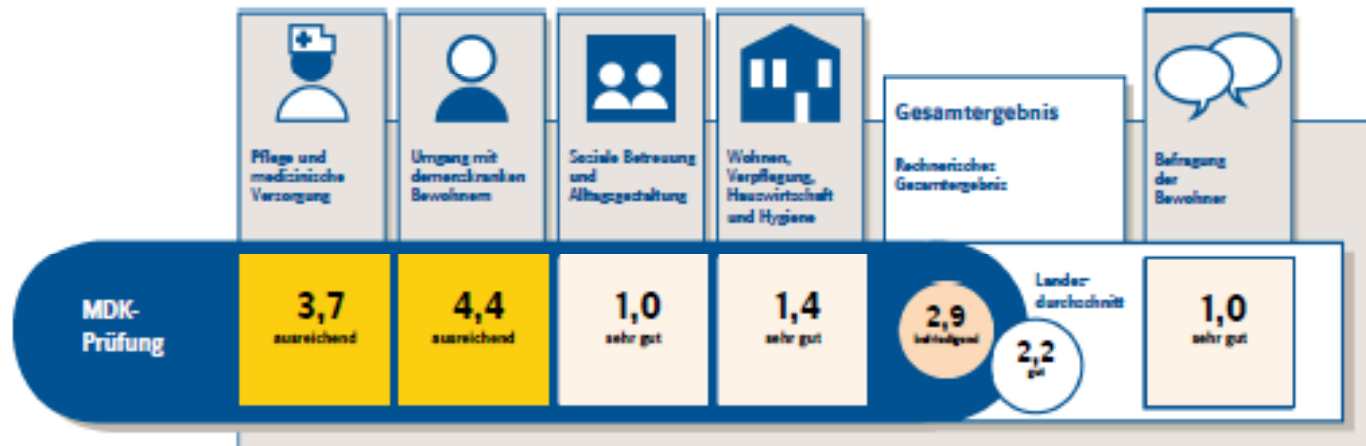 Pflege und
medizinische
Versorgung
Umgang mit
demenzkranken
Bewohnern
Soziale Betreuung
und
Alltagsgestaltung
Wohnen,
Verpflegung,
Hauswirtschaft
und Hygiene
Gesamtergebnis
Rechnerisches
Gesamtergebnis
Befragung
der
Bewohner
MDK-
Prüfung
3,7
ausreichend
4,4
ausreichend
1,0
sehr gut
1,4
sehr gut
2,9
befriedigend
Landes-
durchschnitt
2,2
gut
1,0
sehr gut